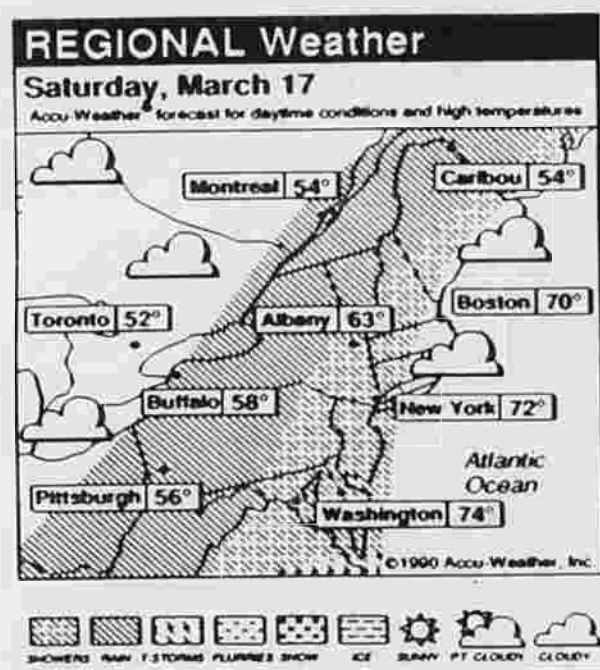 REGIONAL Weather
Saturday, March 17
Accu-Weather® forecast for daytime conditions and high temperatures
Montreal 54°
Caribou 54°
Boston 70°
Toronto 52°
Albany 63°
Buffalo 58°
New York 72°
Atlantic
Ocean
Pittsburgh 56°
Washington 74°
©1990 Accu-Weather, Inc.
SHOWERS RAIN T-STORMS FLURRIES SNOW ICE SUNNY PT. CLOUDY CLOUDY